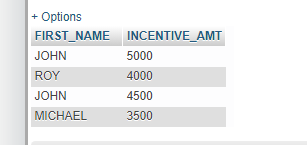 + Options
FIRST_NAME INCENTIVE_AMT
JOHN 5000
ROY 4000
JOHN 4500
MICHAEL 3500